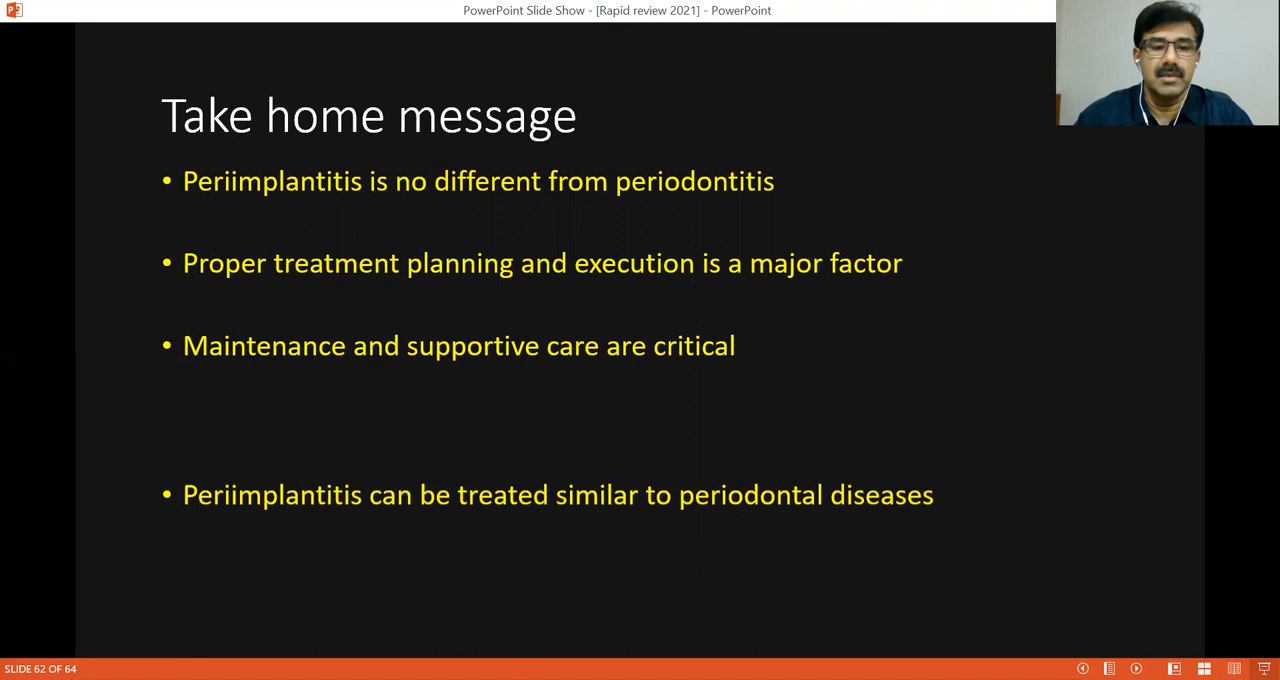 PowerPoint Slide Show - [Rapid review 2021] - PowerPoint
Take home message
• Periimplantitis is no different from periodontitis
• Proper treatment planning and execution is a major factor
• Maintenance and supportive care are critical
• Periimplantitis can be treated similar to periodontal diseases
SLIDE 62 OF 64